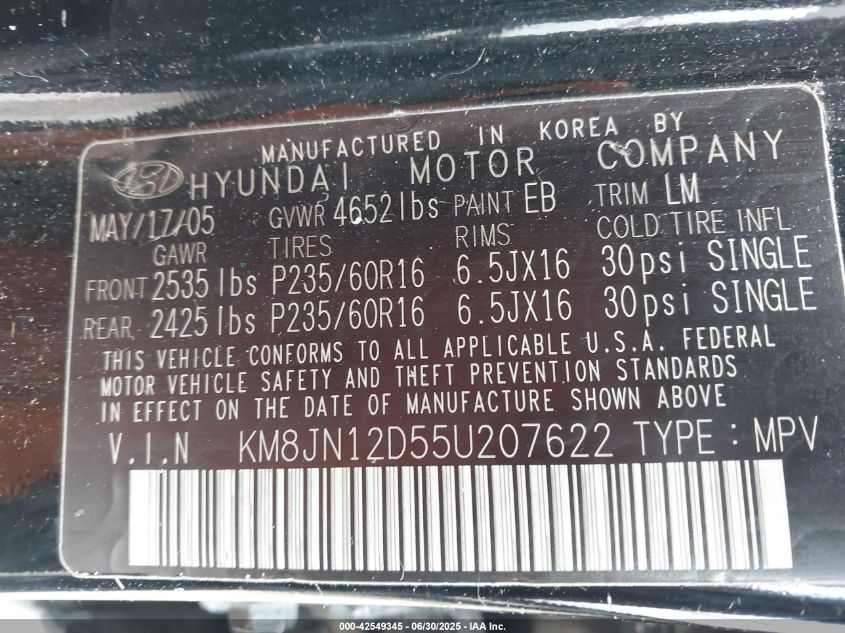 MANUFACTURED IN KOREA BY
HYUNDAI MOTOR COMPANY
MAY/17/05 GVWR 4652lbs PAINT EB TRIM LM
GAWR TIRES RIMS COLD TIRE INFL
FRONT 2535lbs P235/60R16 6.5JX16 30psi SINGLE
REAR 2425lbs P235/60R16 6.5JX16 30psi SINGLE
THIS VEHICLE CONFORMS TO ALL APPLICABLE U.S.A. FEDERAL
MOTOR VEHICLE SAFETY AND THEFT PREVENTION STANDARDS
IN EFFECT ON THE DATE OF MANUFACTURE SHOWN ABOVE
V.I.N KM8JN12D55U207622 TYPE : MPV
000-42549345 - 06/30/2025 - IAAI.COM